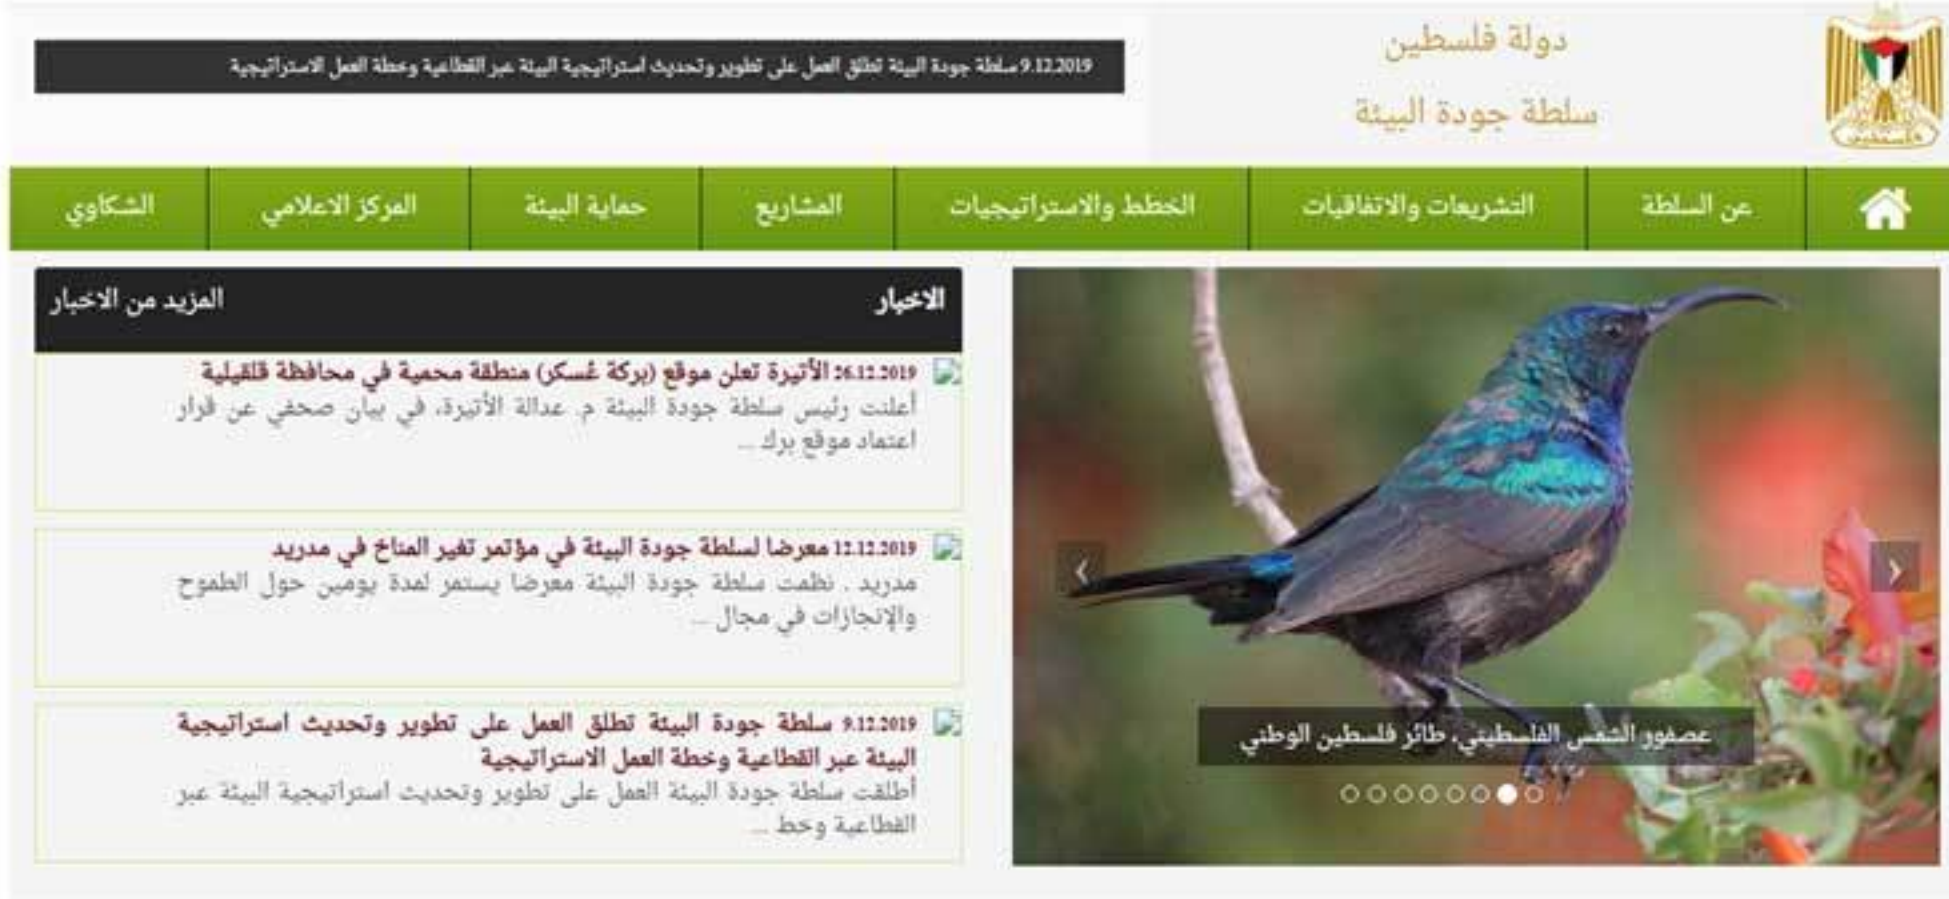 دولة فلسطين
سلطة جودة البيئة
فلسطين
9.12.2019 سلطة جودة البيئة تطلق العمل على تطوير وتحديث استراتيجية البيئة عبر القطاعية وخطة العمل الاستراتيجية
عن السلطة
التشريعات والاتفاقيات
الخطط والاستراتيجيات
المشاريع
حماية البيئة
المركز الاعلامي
الشكاوي
عصفور الشمس الفلسطيني، طائر فلسطين الوطني
الاخبار
المزيد من الاخبار
26.12.2019 الأتيرة تعلن موقع (بركة عُسكر) منطقة محمية في محافظة قلقيلية
أعلنت رئيس سلطة جودة البيئة م. عدالة الأتيرة، في بيان صحفي عن قرار
اعتماد موقع برك ...
12.12.2019 معرضا لسلطة جودة البيئة في مؤتمر تغير المناخ في مدريد
مدريد . نظمت سلطة جودة البيئة معرضا يستمر لمدة يومين حول الطموح
والإنجازات في مجال ...
9.12.2019 سلطة جودة البيئة تطلق العمل على تطوير وتحديث استراتيجية
البيئة عبر القطاعية وخطة العمل الاستراتيجية
أطلقت سلطة جودة البيئة العمل على تطوير وتحديث استراتيجية البيئة عبر
القطاعية وخط ...